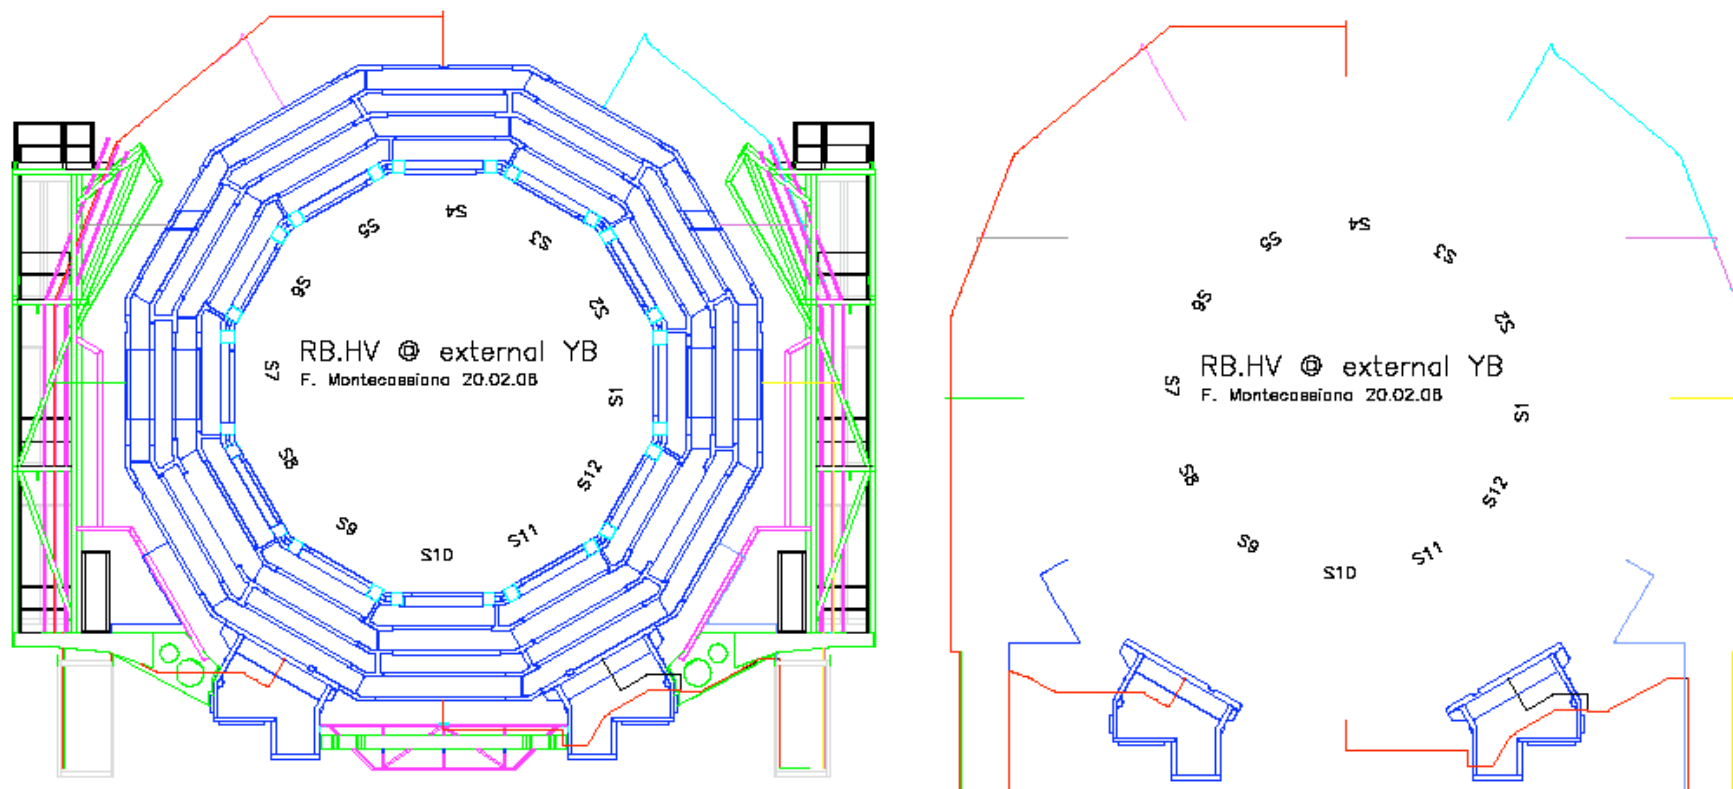 S4
S5
S3
S6
S2
RB.HV @ external YB
S7
F. Montecassiano 20.02.08
S1
S8
S12
S9
S11
S10
S4
S5
S3
S6
S2
RB.HV @ external YB
S7
F. Montecassiano 20.02.08
S1
S8
S12
S9
S11
S10